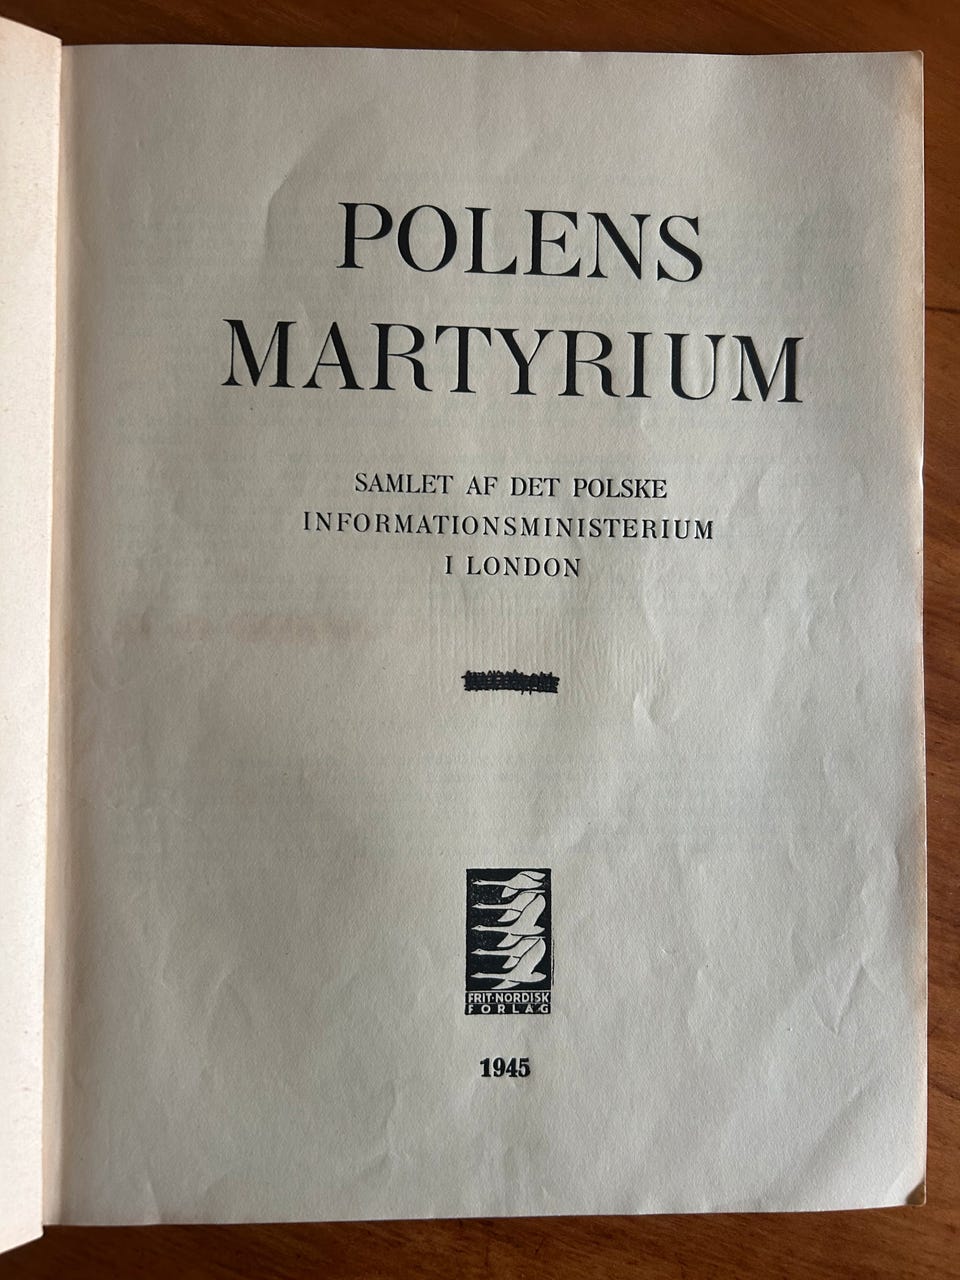 POLENS
MARTYRIUM
SAMLET AF DET POLSKE
INFORMATIONSMINISTERIUM
I LONDON
FRIT·NORDISK
FORLAG
1945